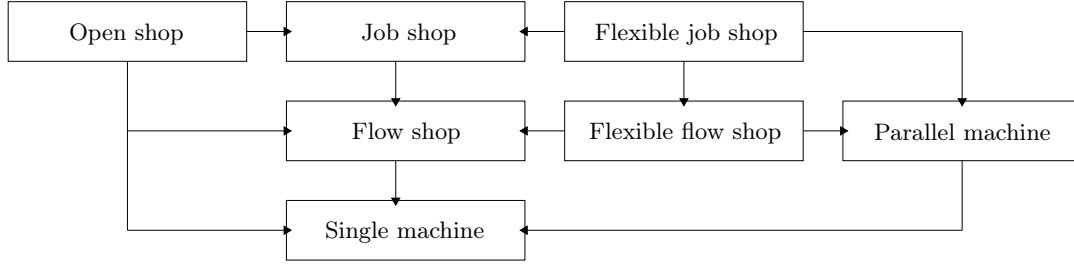 Open shop
Job shop
Flexible job shop
Flow shop
Flexible flow shop
Parallel machine
Single machine